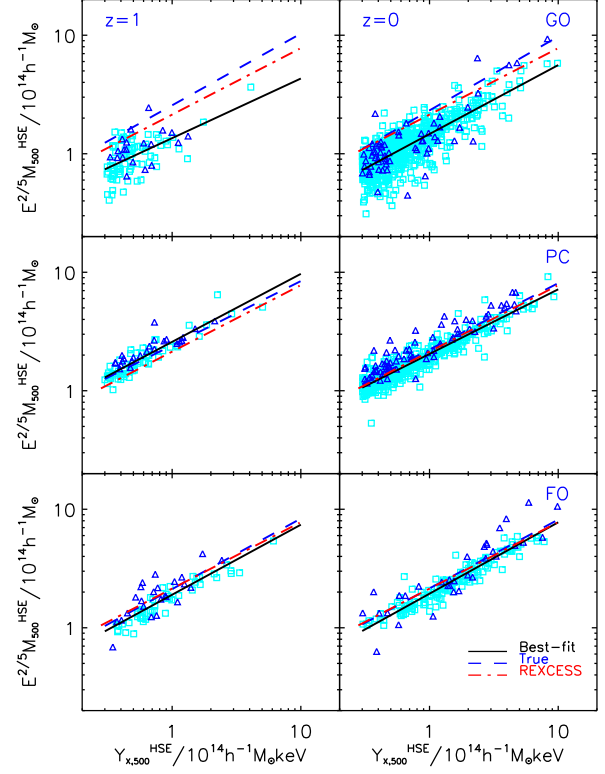 z=1
z=0
GO
10
1
E^{2/5}M_{500}^{HSE}/10^{14}h^{-1}M_⊙
PC
10
1
E^{2/5}M_{500}^{HSE}/10^{14}h^{-1}M_⊙
FO
10
1
E^{2/5}M_{500}^{HSE}/10^{14}h^{-1}M_⊙
Best-fit
True
REXCESS
1 10 1 10
Y_{x,500}^{HSE}/10^{14}h^{-1}M_⊙keV Y_{x,500}^{HSE}/10^{14}h^{-1}M_⊙keV